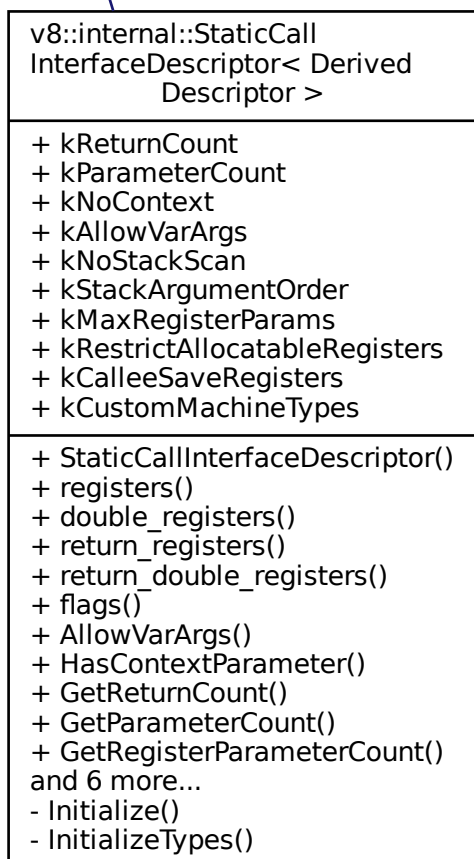 v8::internal::StaticCall
InterfaceDescriptor< Derived
Descriptor >
+ kReturnCount
+ kParameterCount
+ kNoContext
+ kAllowVarArgs
+ kNoStackScan
+ kStackArgumentOrder
+ kMaxRegisterParams
+ kRestrictAllocatableRegisters
+ kCalleeSaveRegisters
+ kCustomMachineTypes
+ StaticCallInterfaceDescriptor()
+ registers()
+ double_registers()
+ return_registers()
+ return_double_registers()
+ flags()
+ AllowVarArgs()
+ HasContextParameter()
+ GetReturnCount()
+ GetParameterCount()
+ GetRegisterParameterCount()
and 6 more...
- Initialize()
- InitializeTypes()